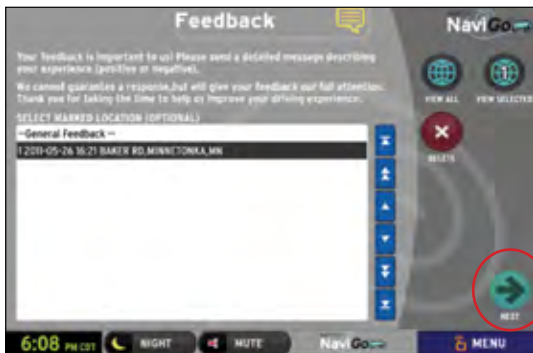 Feedback
NaviGo
Your feedback is important to us! Please send a detailed message describing
your experience (positive or negative).
We cannot guarantee a response, but will give your feedback our full attention.
Thank you for taking the time to help us improve your driving experience.
SELECT MARKED LOCATION (OPTIONAL)
--General Feedback --
1 2011-05-26 16:21 BAKER RD,MINNETONKA,MN
VIEW ALL
1
VIEW SELECTED
DELETE
NEXT
6:08 PM CDT
NIGHT
MUTE
NaviGo
MENU